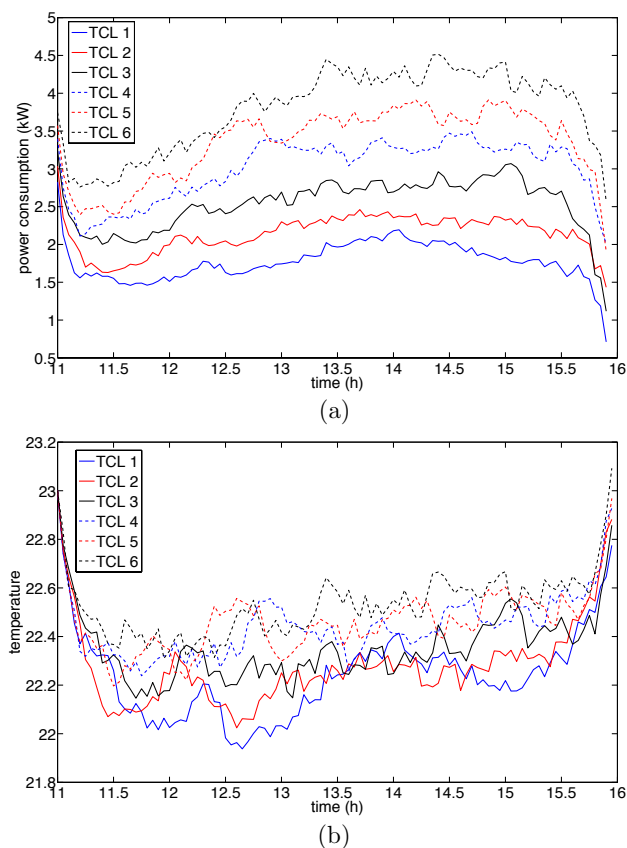 5
4.5
4
3.5
3
2.5
2
1.5
1
0.5
power consumption (kW)
TCL 1
TCL 2
TCL 3
TCL 4
TCL 5
TCL 6
11 11.5 12 12.5 13 13.5 14 14.5 15 15.5 16
time (h)
(a)
23.2
23
22.8
22.6
22.4
22.2
22
21.8
temperature
TCL 1
TCL 2
TCL 3
TCL 4
TCL 5
TCL 6
11 11.5 12 12.5 13 13.5 14 14.5 15 15.5 16
time (h)
(b)